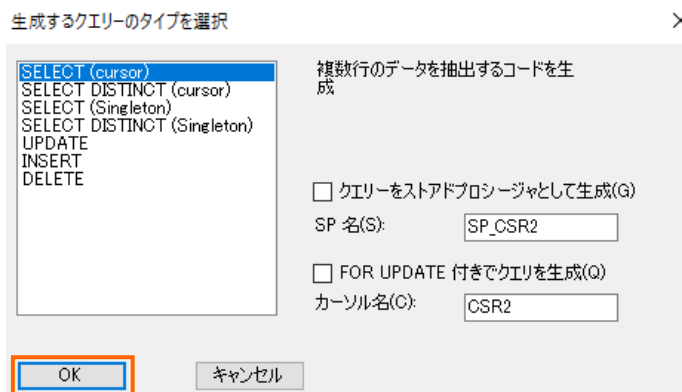 生成するクエリーのタイプを選択
SELECT (cursor)
SELECT DISTINCT (cursor)
SELECT (Singleton)
SELECT DISTINCT (Singleton)
UPDATE
INSERT
DELETE
複数行のデータを抽出するコードを生
成
クエリーをストアドプロシージャとして生成(G)
SP 名(S):
SP_CSR2
FOR UPDATE 付きでクエリを生成(Q)
カーソル名(C):
CSR2
OK
キャンセル